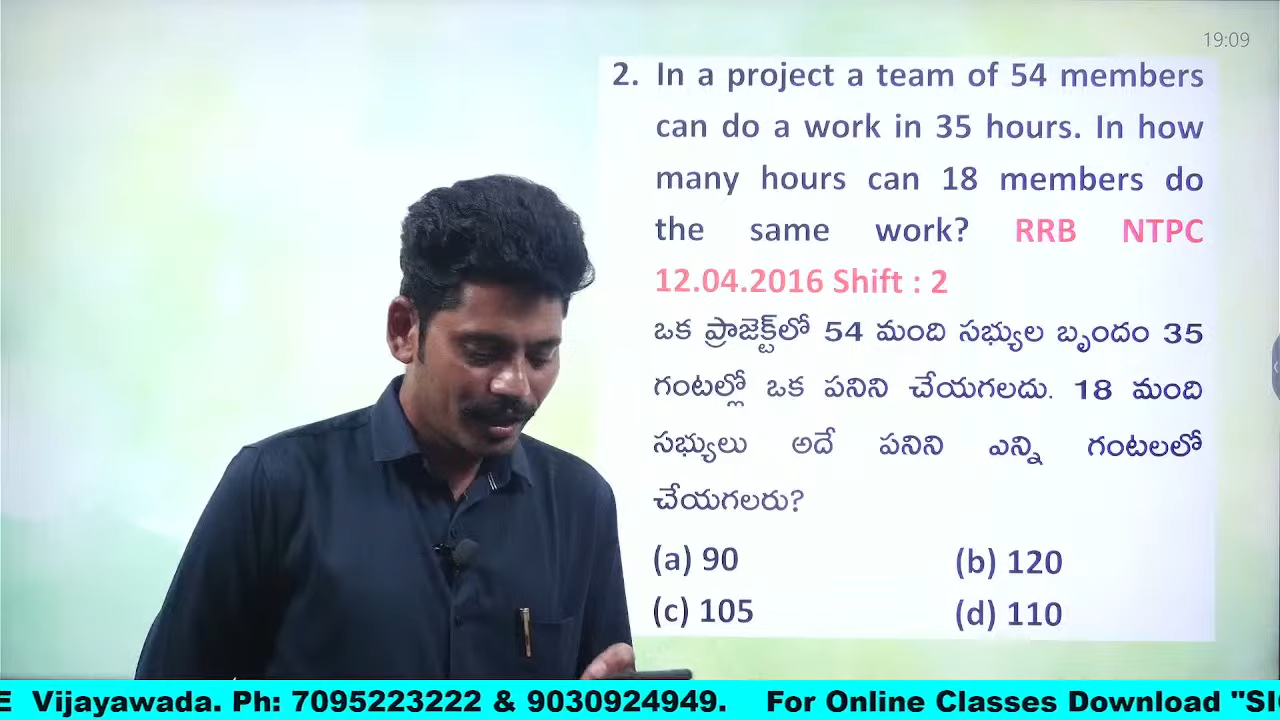 19:09
2. In a project a team of 54 members
can do a work in 35 hours. In how
many hours can 18 members do
the same work? RRB NTPC
12.04.2016 Shift : 2
ఒక ప్రాజెక్ట్‌లో 54 మంది సభ్యుల బృందం 35
గంటల్లో ఒక పనిని చేయగలదు. 18 మంది
సభ్యులు అదే పనిని ఎన్ని గంటలలో
చేయగలరు?
(a) 90 (b) 120
(c) 105 (d) 110
E Vijayawada. Ph: 7095223222 & 9030924949. For Online Classes Download "SI